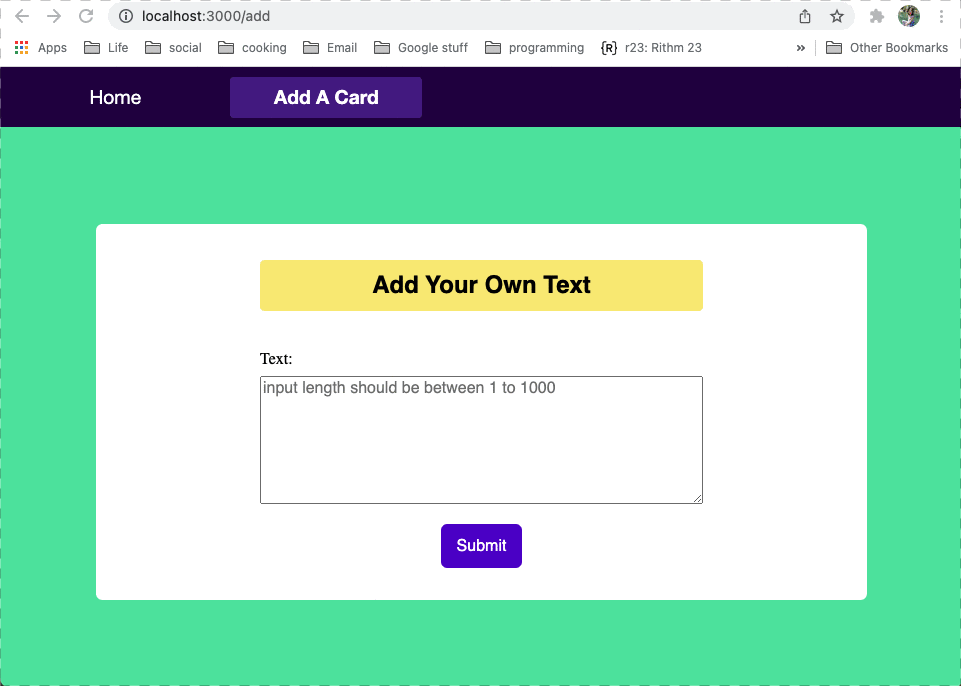 localhost:3000/add
Apps Life social cooking Email Google stuff programming {R} r23: Rithm 23 » Other Bookmarks
Home Add A Card
Add Your Own Text
Text:
input length should be between 1 to 1000
Submit